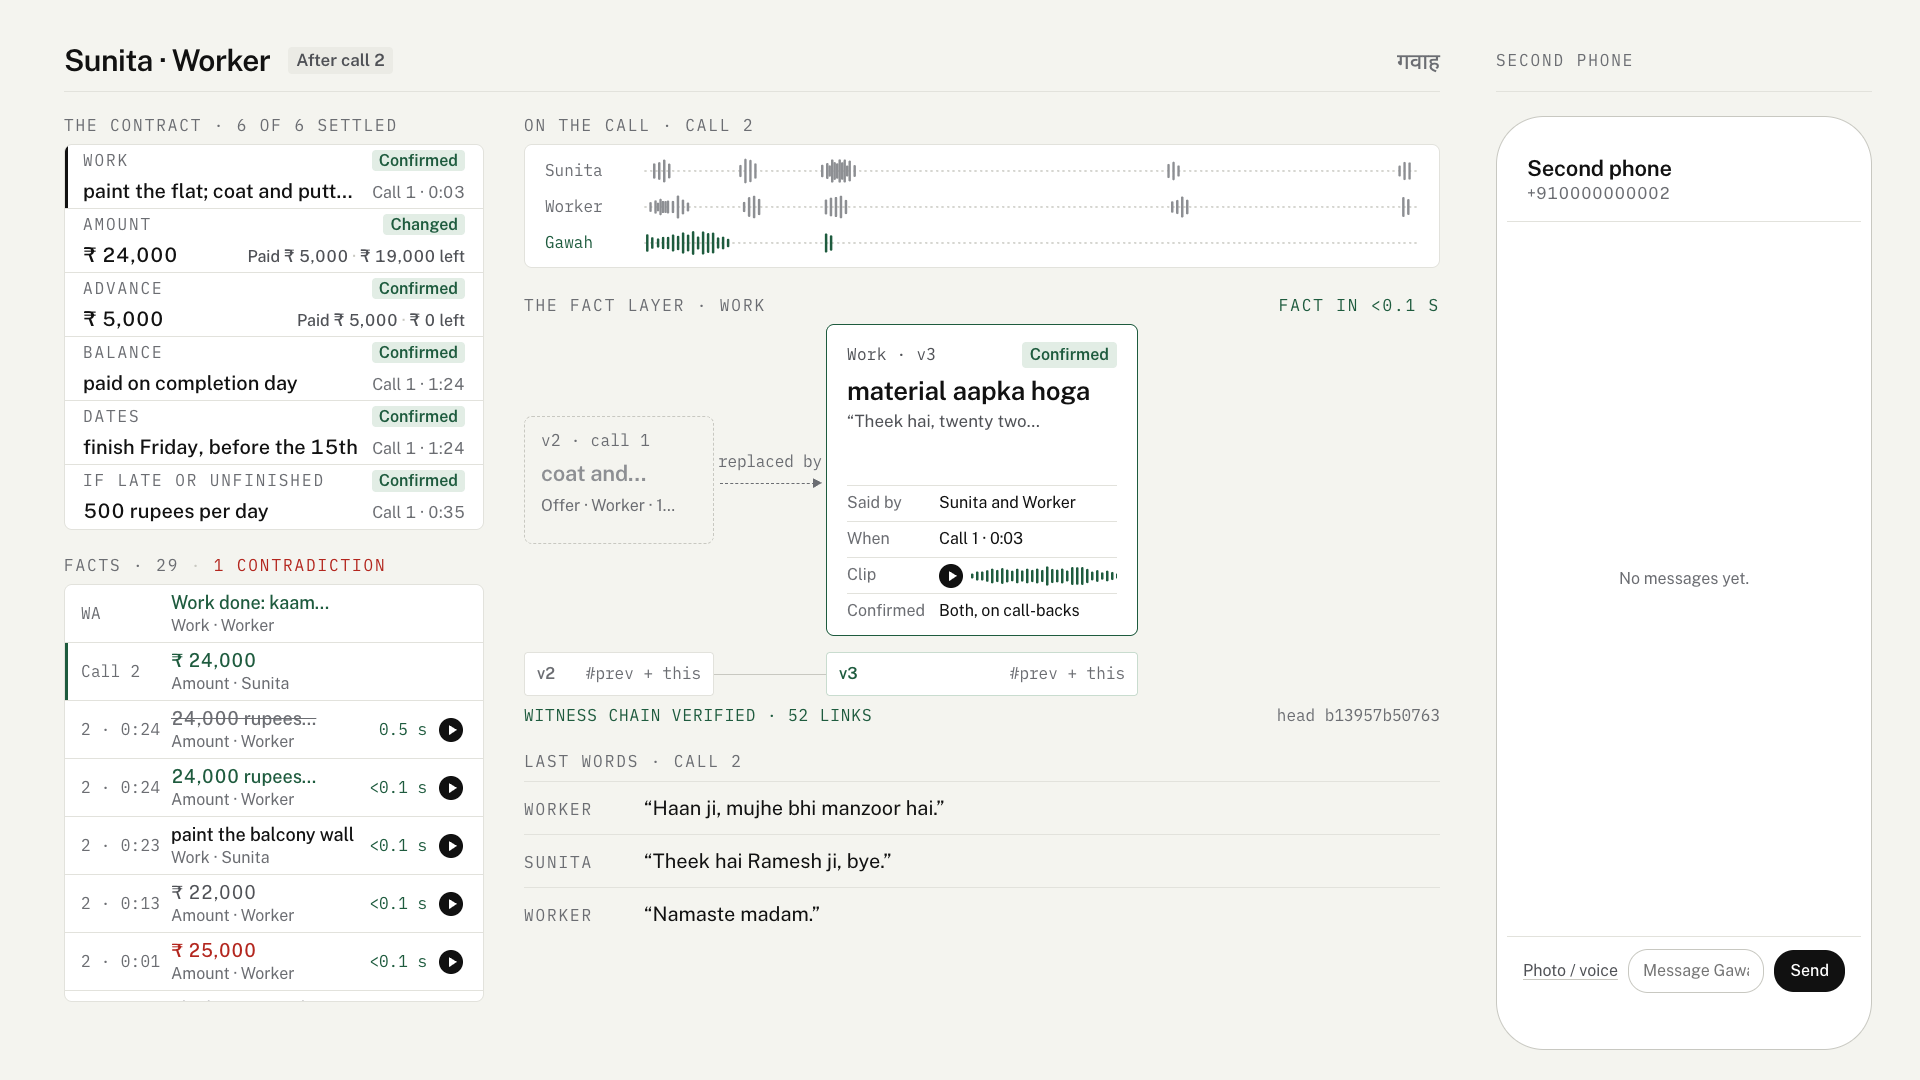 Sunita · Worker After call 2
गवाह
THE CONTRACT · 6 OF 6 SETTLED
WORK Confirmed
paint the flat; coat and putt... Call 1 · 0:03
AMOUNT Changed
₹ 24,000 Paid ₹ 5,000 · ₹ 19,000 left
ADVANCE Confirmed
₹ 5,000 Paid ₹ 5,000 · ₹ 0 left
BALANCE Confirmed
paid on completion day Call 1 · 1:24
DATES Confirmed
finish Friday, before the 15th Call 1 · 1:24
IF LATE OR UNFINISHED Confirmed
500 rupees per day Call 1 · 0:35
FACTS · 29 · 1 CONTRADICTION
WA Work done: kaam...
Work · Worker
Call 2 ₹ 24,000
Amount · Sunita
2 · 0:24 24,000 rupees... 0.5 s
Amount · Worker
2 · 0:24 24,000 rupees... <0.1 s
Amount · Worker
2 · 0:23 paint the balcony wall <0.1 s
Work · Sunita
2 · 0:13 ₹ 22,000 <0.1 s
Amount · Worker
2 · 0:01 ₹ 25,000 <0.1 s
Amount · Worker
ON THE CALL · CALL 2
Sunita
Worker
Gawah
THE FACT LAYER · WORK FACT IN <0.1 S
v2 · call 1
coat and...
Offer · Worker · 1...
replaced by
Work · v3 Confirmed
material aapka hoga
“Theek hai, twenty two...
Said by Sunita and Worker
When Call 1 · 0:03
Clip
Confirmed Both, on call-backs
v2 #prev + this
v3 #prev + this
WITNESS CHAIN VERIFIED · 52 LINKS head b13957b50763
LAST WORDS · CALL 2
WORKER “Haan ji, mujhe bhi manzoor hai.”
SUNITA “Theek hai Ramesh ji, bye.”
WORKER “Namaste madam.”
SECOND PHONE
Second phone
+910000000002
No messages yet.
Photo / voice Message Gawa Send